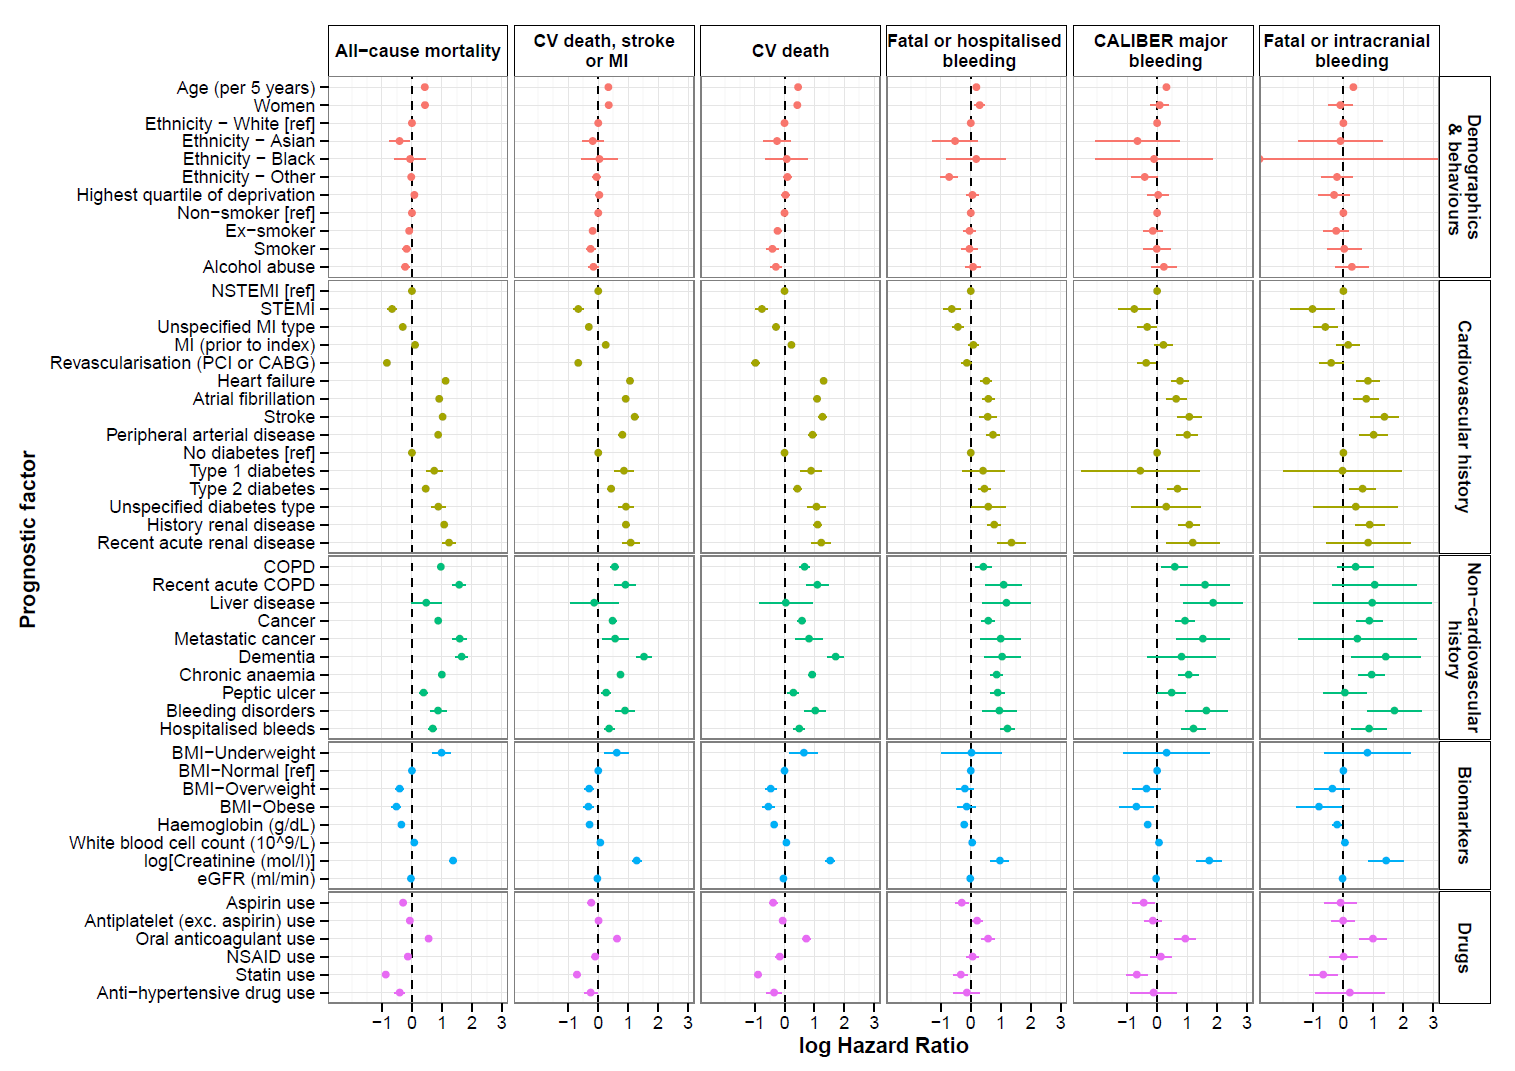 All−cause mortality
CV death, stroke
or MI
CV death
Fatal or hospitalised
bleeding
CALIBER major
bleeding
Fatal or intracranial
bleeding
Prognostic factor
Age (per 5 years)
Women
Ethnicity − White [ref]
Ethnicity − Asian
Ethnicity − Black
Ethnicity − Other
Highest quartile of deprivation
Non−smoker [ref]
Ex−smoker
Smoker
Alcohol abuse
Demographics
& behaviours
NSTEMI [ref]
STEMI
Unspecified MI type
MI (prior to index)
Revascularisation (PCI or CABG)
Heart failure
Atrial fibrillation
Stroke
Peripheral arterial disease
No diabetes [ref]
Type 1 diabetes
Type 2 diabetes
Unspecified diabetes type
History renal disease
Recent acute renal disease
Cardiovascular history
COPD
Recent acute COPD
Liver disease
Cancer
Metastatic cancer
Dementia
Chronic anaemia
Peptic ulcer
Bleeding disorders
Hospitalised bleeds
Non−cardiovascular
history
BMI−Underweight
BMI−Normal [ref]
BMI−Overweight
BMI−Obese
Haemoglobin (g/dL)
White blood cell count (10^9/L)
log[Creatinine (mol/l)]
eGFR (ml/min)
Biomarkers
Aspirin use
Antiplatelet (exc. aspirin) use
Oral anticoagulant use
NSAID use
Statin use
Anti−hypertensive drug use
Drugs
−1 0 1 2 3 −1 0 1 2 3 −1 0 1 2 3 −1 0 1 2 3 −1 0 1 2 3 −1 0 1 2 3
log Hazard Ratio